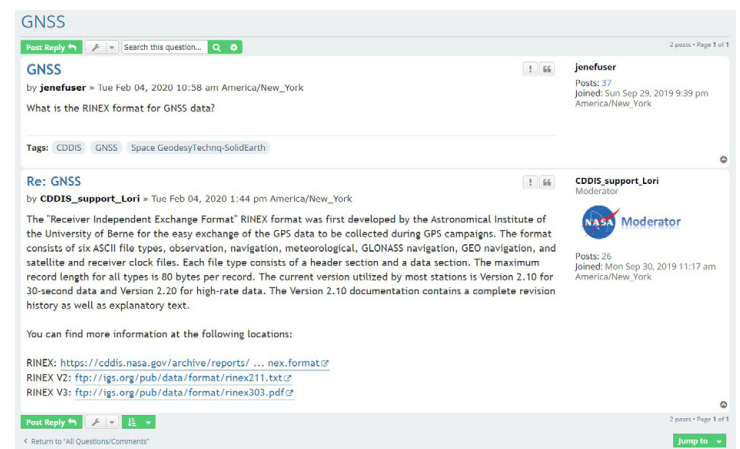 GNSS
Post Reply
Search this question...
2 posts • Page 1 of 1
GNSS
by jenefuser » Tue Feb 04, 2020 10:58 am America/New_York
What is the RINEX format for GNSS data?
Tags: CDDIS GNSS Space GeodesyTechnq-SolidEarth
jenefuser
Posts: 37
Joined: Sun Sep 29, 2019 9:39 pm
America/New_York
Re: GNSS
by CDDIS_support_Lori » Tue Feb 04, 2020 1:44 pm America/New_York
The "Receiver Independent Exchange Format" RINEX format was first developed by the Astronomical Institute of
the University of Berne for the easy exchange of the GPS data to be collected during GPS campaigns. The format
consists of six ASCII file types, observation, navigation, meteorological, GLONASS navigation, GEO navigation, and
satellite and receiver clock files. Each file type consists of a header section and a data section. The maximum
record length for all types is 80 bytes per record. The current version utilized by most stations is Version 2.10 for
30-second data and Version 2.20 for high-rate data. The Version 2.10 documentation contains a complete revision
history as well as explanatory text.
You can find more information at the following locations:
RINEX: https://cddis.nasa.gov/archive/reports/ ... nex.format
RINEX V2: ftp://igs.org/pub/data/format/rinex211.txt
RINEX V3: ftp://igs.org/pub/data/format/rinex303.pdf
CDDIS_support_Lori
Moderator
NASA Moderator
Posts: 26
Joined: Mon Sep 30, 2019 11:17 am
America/New_York
Post Reply
2 posts • Page 1 of 1
Return to "All Questions/Comments"
Jump to